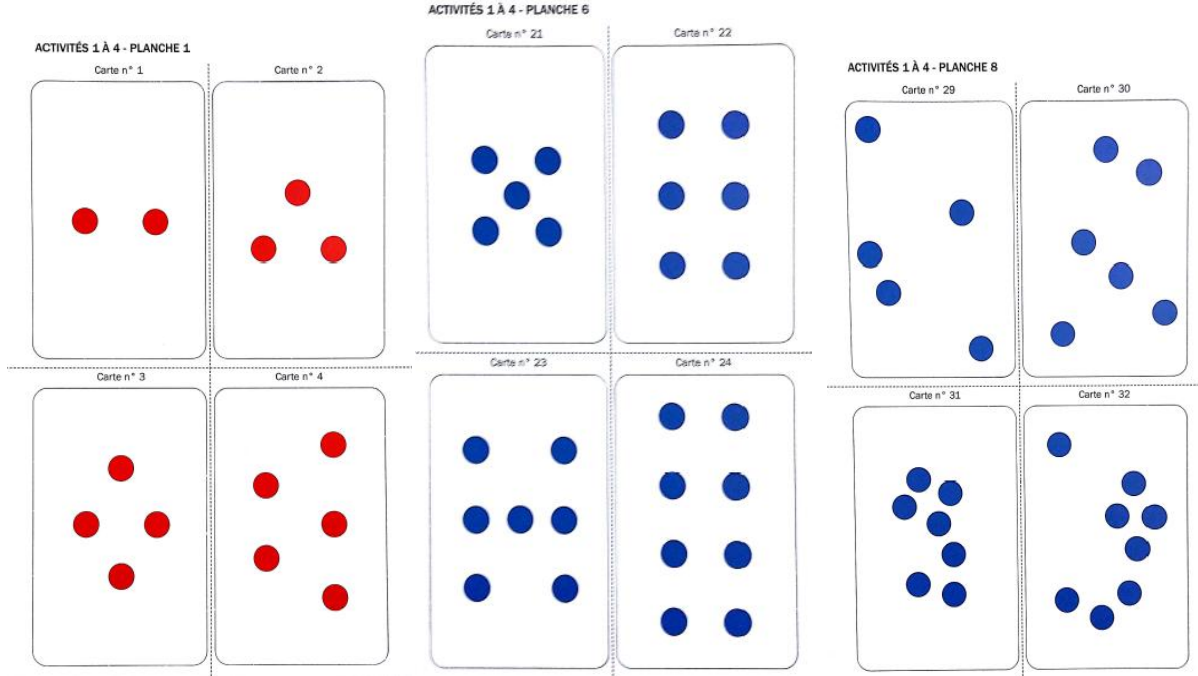 ACTIVITÉS 1 À 4 - PLANCHE 1
Carte n° 1
Carte n° 2
Carte n° 3
Carte n° 4
ACTIVITÉS 1 À 4 - PLANCHE 6
Carte n° 21
Carte n° 22
Carte n° 23
Carte n° 24
ACTIVITÉS 1 À 4 - PLANCHE 8
Carte n° 29
Carte n° 30
Carte n° 31
Carte n° 32